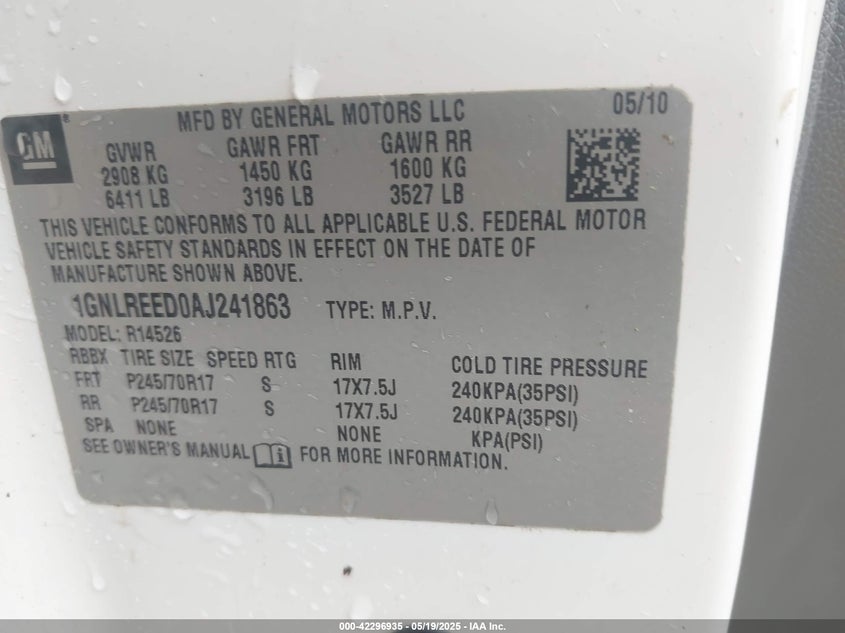 GM ®
MFD BY GENERAL MOTORS LLC 05/10
GVWR GAWR FRT GAWR RR
2908 KG 1450 KG 1600 KG
6411 LB 3196 LB 3527 LB
THIS VEHICLE CONFORMS TO ALL APPLICABLE U.S. FEDERAL MOTOR
VEHICLE SAFETY STANDARDS IN EFFECT ON THE DATE OF
MANUFACTURE SHOWN ABOVE.
1GNLREED0AJ241863 TYPE: M.P.V.
MODEL: R14526
RBBX TIRE SIZE SPEED RTG RIM COLD TIRE PRESSURE
FRT P245/70R17 S 17X7.5J 240KPA(35PSI)
RR P245/70R17 S 17X7.5J 240KPA(35PSI)
SPA NONE NONE KPA(PSI)
SEE OWNER'S MANUAL i FOR MORE INFORMATION.
000-42296935 - 05/19/2025 - IAA Inc.